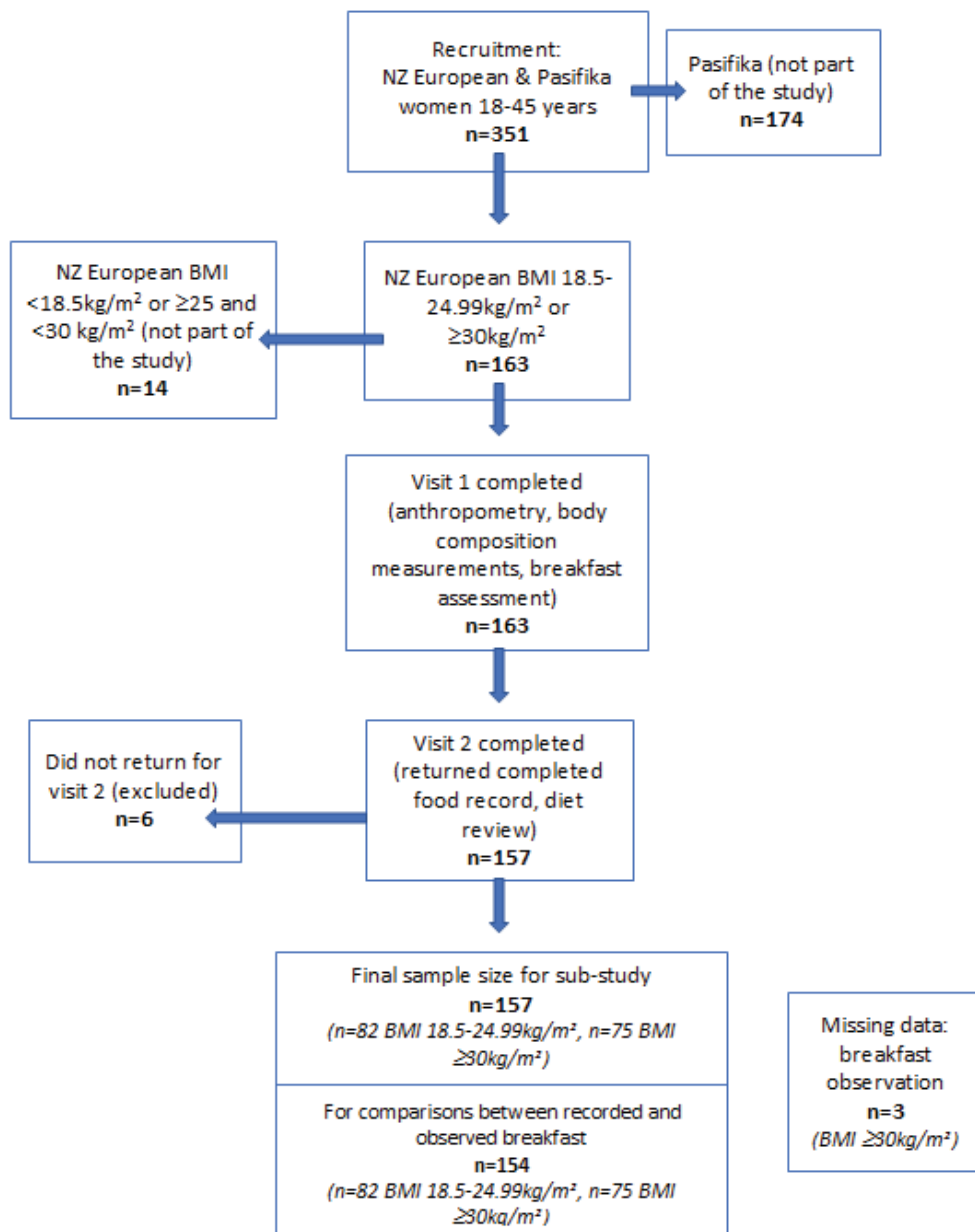 Recruitment:
NZ European & Pasifika
women 18-45 years
n=351
Pasifika (not part
of the study)
n=174
NZ European BMI
<18.5kg/m² or ≥25 and
<30 kg/m² (not part of
the study)
n=14
NZ European BMI 18.5-
24.99kg/m² or
≥30kg/m²
n=163
Visit 1 completed
(anthropometry, body
composition
measurements, breakfast
assessment)
n=163
Did not return for
visit 2 (excluded)
n=6
Visit 2 completed
(returned completed
food record, diet
review)
n=157
Final sample size for sub-study
n=157
(n=82 BMI 18.5-24.99kg/m², n=75 BMI
≥30kg/m²)
For comparisons between recorded and
observed breakfast
n=154
(n=82 BMI 18.5-24.99kg/m², n=75 BMI
≥30kg/m²)
Missing data:
breakfast
observation
n=3
(BMI ≥30kg/m²)